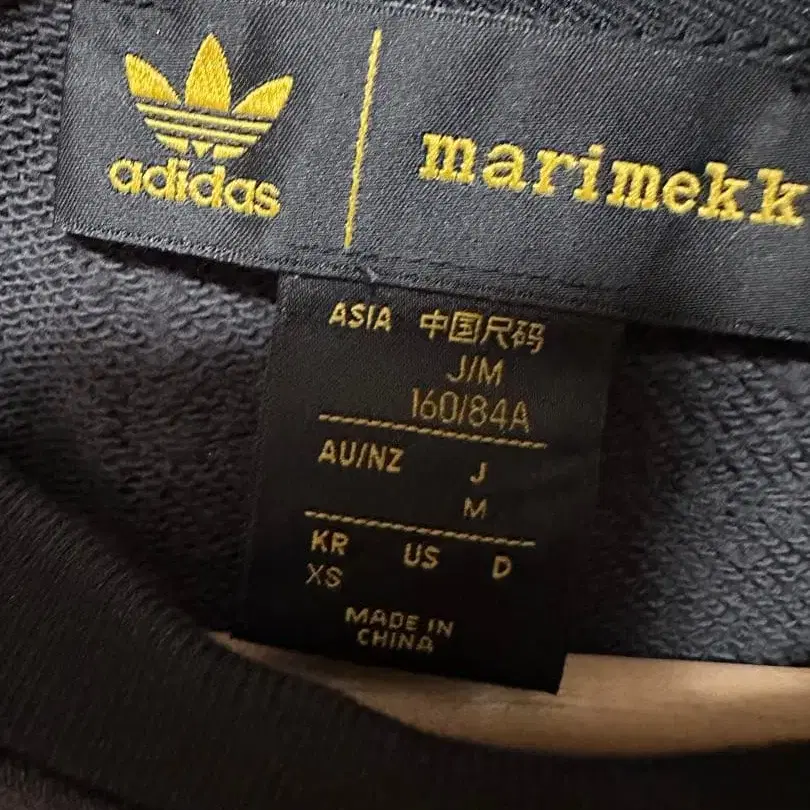 adidas
marimekk
ASIA 中国尺码
J/M
160/84A
AU/NZ J
M
KR US D
XS
MADE IN
CHINA